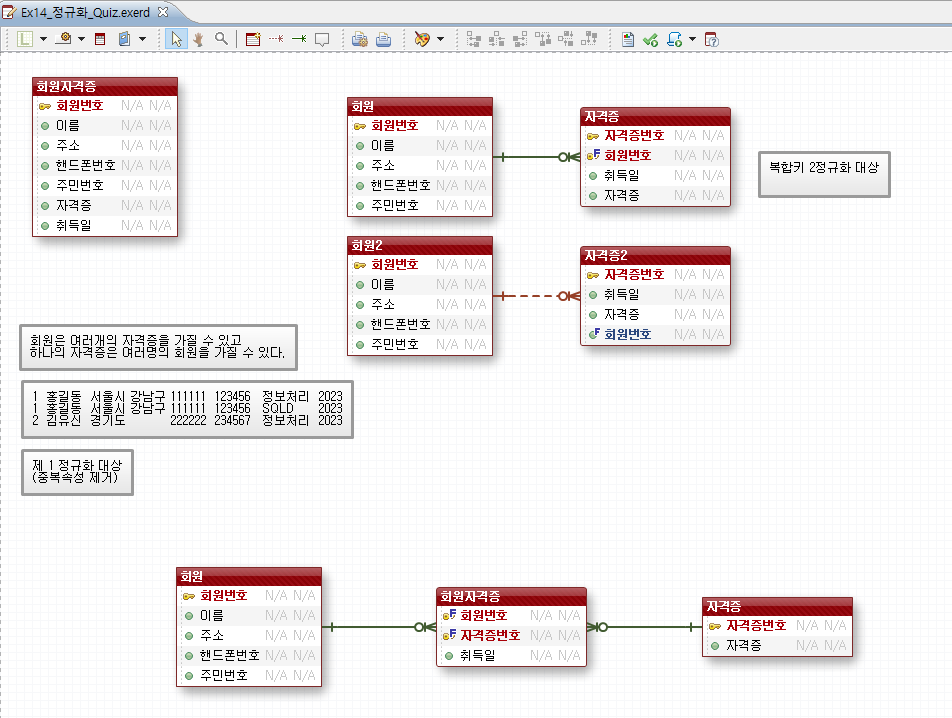 Ex14_정규화_Quiz.exerd
회원자격증
회원번호 N/A N/A
이름 N/A N/A
주소 N/A N/A
핸드폰번호 N/A N/A
주민번호 N/A N/A
자격증 N/A N/A
취득일 N/A N/A
회원
회원번호 N/A N/A
이름 N/A N/A
주소 N/A N/A
핸드폰번호 N/A N/A
주민번호 N/A N/A
자격증
자격증번호 N/A N/A
회원번호 N/A N/A
취득일 N/A N/A
자격증 N/A N/A
복합키 2정규화 대상
회원2
회원번호 N/A N/A
이름 N/A N/A
주소 N/A N/A
핸드폰번호 N/A N/A
주민번호 N/A N/A
자격증2
자격증번호 N/A N/A
취득일 N/A N/A
자격증 N/A N/A
회원번호 N/A N/A
회원은 여러개의 자격증을 가질 수 있고
하나의 자격증은 여러명의 회원을 가질 수 있다.
1 홍길동 서울시 강남구 111111 123456 정보처리 2023
1 홍길동 서울시 강남구 111111 123456 SQLD 2023
2 김유신 경기도 222222 234567 정보처리 2023
제 1 정규화 대상
(중복속성 제거)
회원
회원번호 N/A N/A
이름 N/A N/A
주소 N/A N/A
핸드폰번호 N/A N/A
주민번호 N/A N/A
회원자격증
회원번호 N/A N/A
자격증번호 N/A N/A
취득일 N/A N/A
자격증
자격증번호 N/A N/A
자격증 N/A N/A